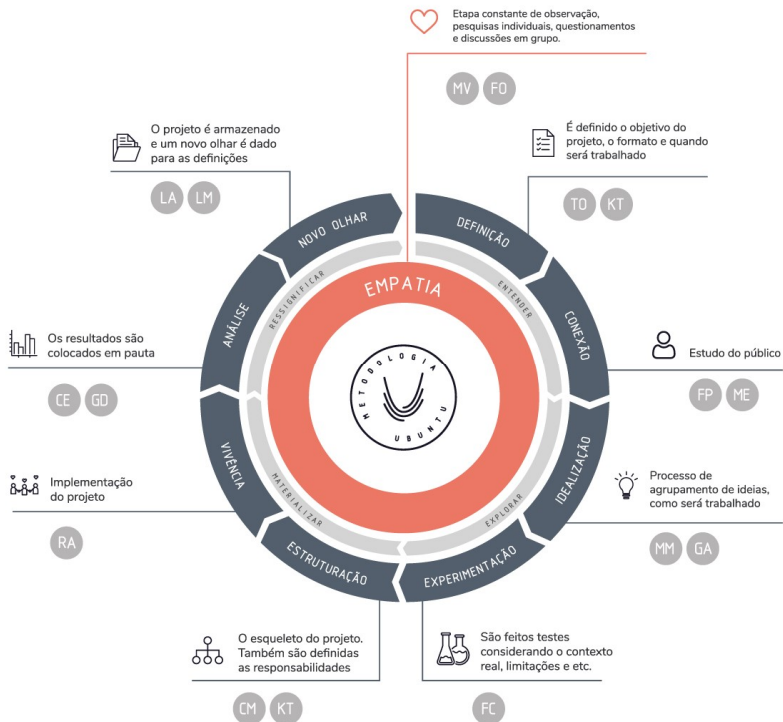 Etapa constante de observação,
pesquisas individuais, questionamentos
e discussões em grupo.
MV FO
O projeto é armazenado
e um novo olhar é dado
para as definições
LA LM
É definido o objetivo do
projeto, o formato e quando
será trabalhado
TO KT
NOVO OLHAR
DEFINIÇÃO
RESSIGNIFICAR
ENTENDER
EMPATIA
ANÁLISE
CONEXÃO
Os resultados são
colocados em pauta
CE GD
Estudo do público
FP ME
METODOLOGIA
UBUNTU
VIVÊNCIA
IDEALIZAÇÃO
Implementação
do projeto
RA
Processo de
agrupamento de ideias,
como será trabalhado
MM GA
MATERIALIZAR
EXPLORAR
ESTRUTURAÇÃO
EXPERIMENTAÇÃO
O esqueleto do projeto.
Também são definidas
as responsabilidades
CM KT
São feitos testes
considerando o contexto
real, limitações e etc.
FC